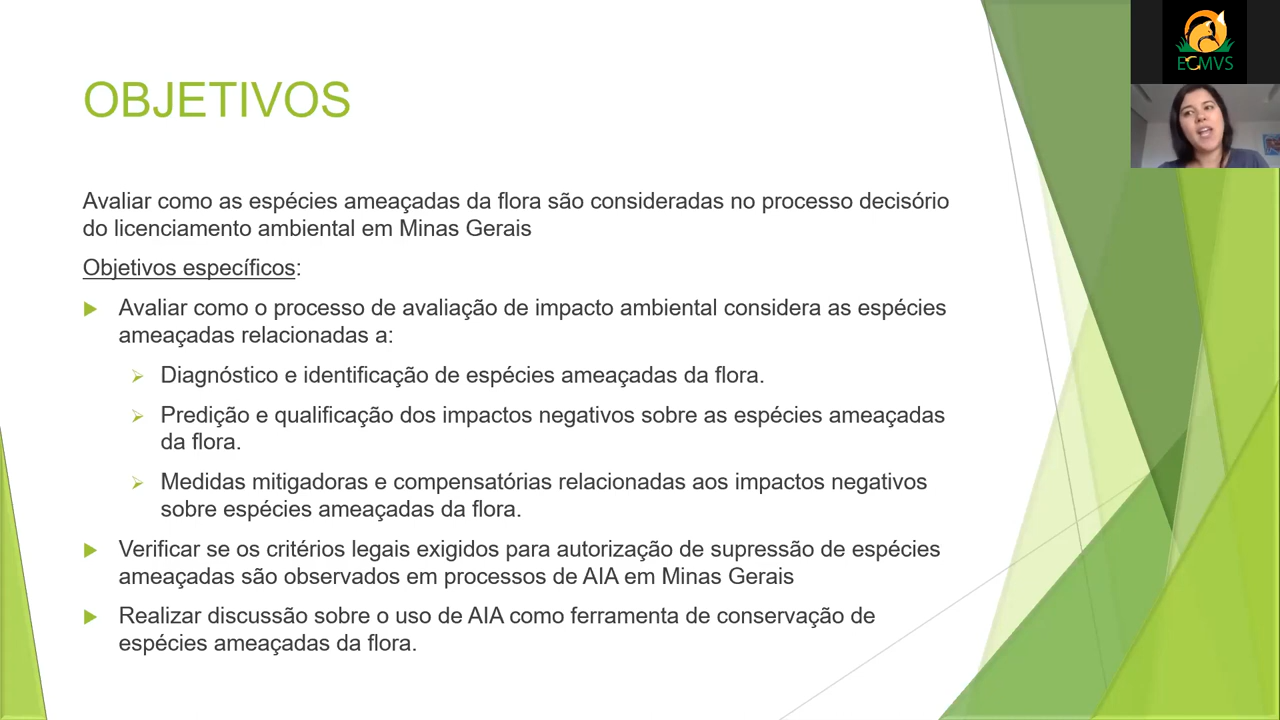 OBJETIVOS
ECMVS
Avaliar como as espécies ameaçadas da flora são consideradas no processo decisório
do licenciamento ambiental em Minas Gerais
Objetivos específicos:
Avaliar como o processo de avaliação de impacto ambiental considera as espécies
ameaçadas relacionadas a:
Diagnóstico e identificação de espécies ameaçadas da flora.
Predição e qualificação dos impactos negativos sobre as espécies ameaçadas
da flora.
Medidas mitigadoras e compensatórias relacionadas aos impactos negativos
sobre espécies ameaçadas da flora.
Verificar se os critérios legais exigidos para autorização de supressão de espécies
ameaçadas são observados em processos de AIA em Minas Gerais
Realizar discussão sobre o uso de AIA como ferramenta de conservação de
espécies ameaçadas da flora.